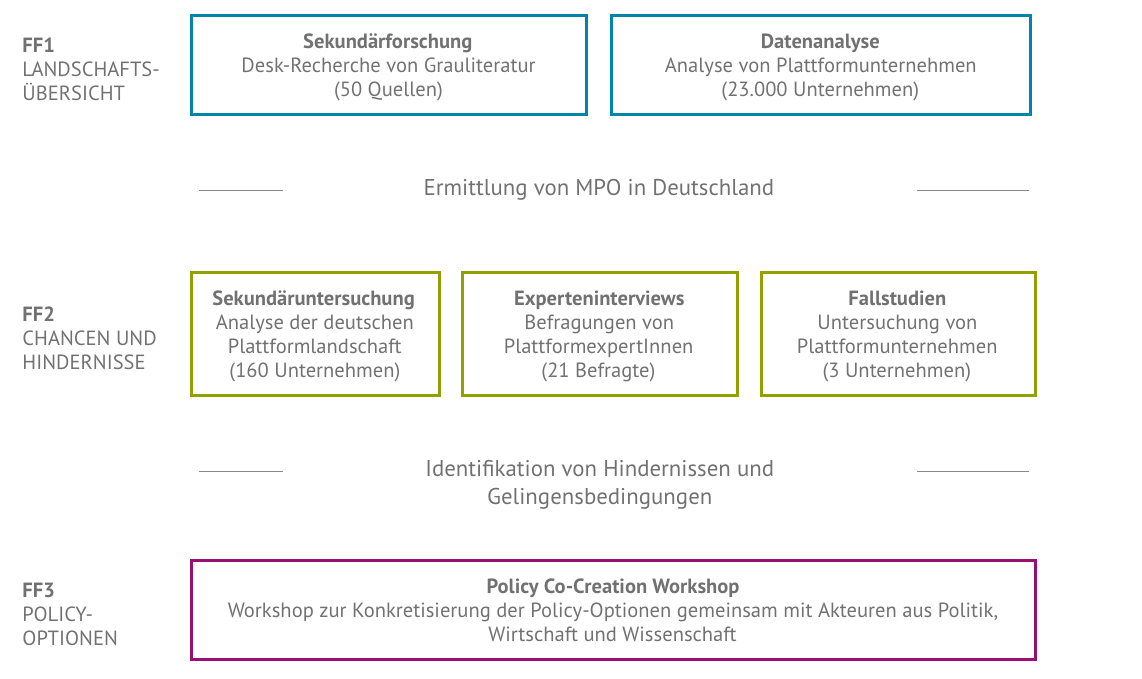 FF1
LANDSCHAFTS-
ÜBERSICHT
Sekundärforschung
Desk-Recherche von Grauliteratur
(50 Quellen)
Datenanalyse
Analyse von Plattformunternehmen
(23.000 Unternehmen)
Ermittlung von MPO in Deutschland
FF2
CHANCEN UND
HINDERNISSE
Sekundäruntersuchung
Analyse der deutschen
Plattformlandschaft
(160 Unternehmen)
Experteninterviews
Befragungen von
PlattformexpertInnen
(21 Befragte)
Fallstudien
Untersuchung von
Plattformunternehmen
(3 Unternehmen)
Identifikation von Hindernissen und
Gelingensbedingungen
FF3
POLICY-
OPTIONEN
Policy Co-Creation Workshop
Workshop zur Konkretisierung der Policy-Optionen gemeinsam mit Akteuren aus Politik,
Wirtschaft und Wissenschaft